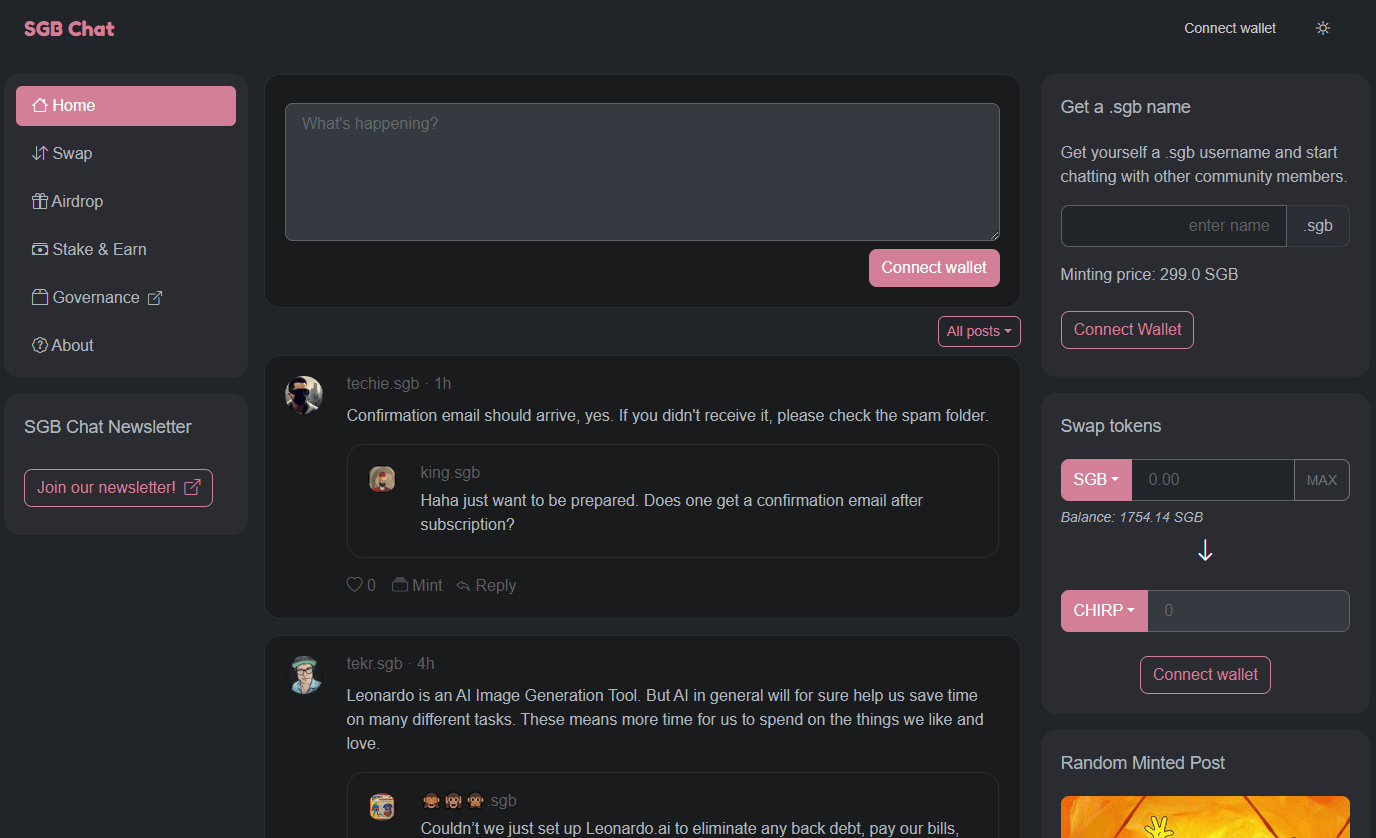 SGB Chat
Connect wallet
Home
Swap
Airdrop
Stake & Earn
Governance
About
SGB Chat Newsletter
Join our newsletter!
What's happening?
Connect wallet
All posts
techie.sgb · 1h
Confirmation email should arrive, yes. If you didn't receive it, please check the spam folder.
king.sgb
Haha just want to be prepared. Does one get a confirmation email after
subscription?
0 Mint Reply
tekr.sgb · 4h
Leonardo is an AI Image Generation Tool. But AI in general will for sure help us save time
on many different tasks. These means more time for us to spend on the things we like and
love.
🙈🙉🙊.sgb
Couldn’t we just set up Leonardo.ai to eliminate any back debt, pay our bills,
Get a .sgb name
Get yourself a .sgb username and start
chatting with other community members.
enter name .sgb
Minting price: 299.0 SGB
Connect Wallet
Swap tokens
SGB 0.00 MAX
Balance: 1754.14 SGB
CHIRP 0
Connect wallet
Random Minted Post